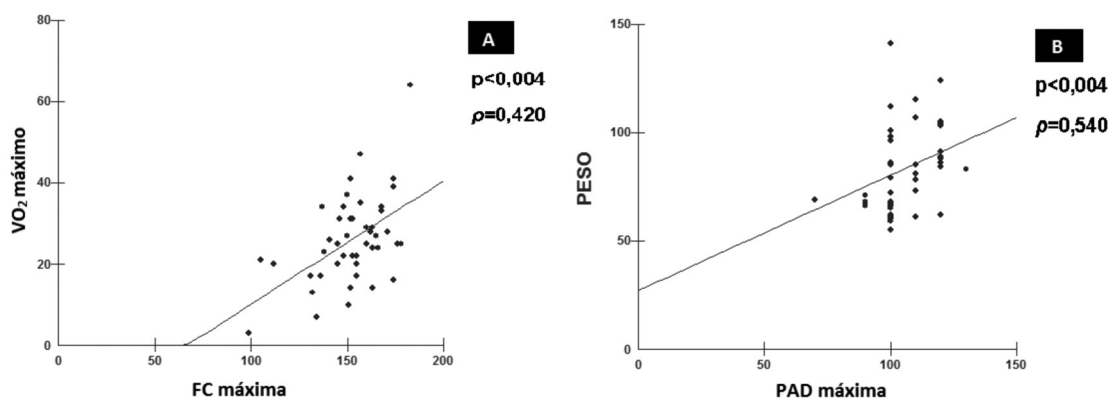 A
p<0,004
ρ=0,420
VO₂ máximo
80
60
40
20
0
0 50 100 150 200
FC máxima
B
p<0,004
ρ=0,540
PESO
150
100
50
0
0 50 100 150
PAD máxima